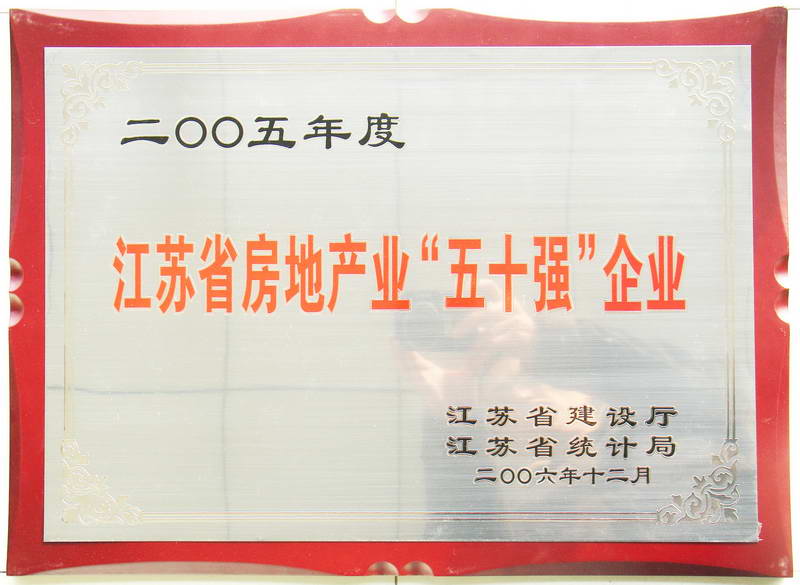 二〇〇五年度
江苏省房地产业“五十强”企业
江苏省建设厅
江苏省统计局
二〇〇六年十二月